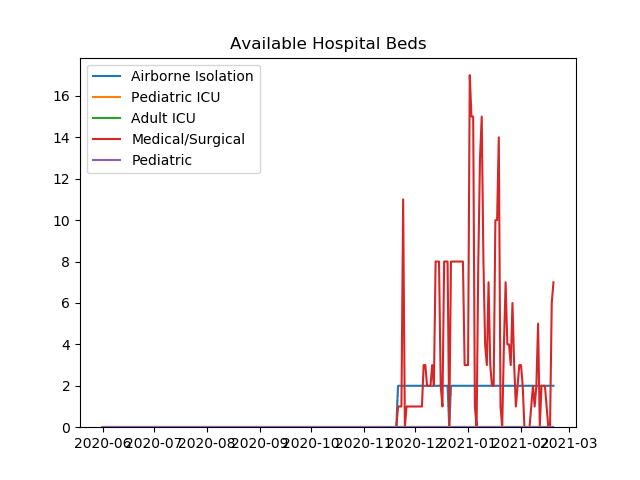 Available Hospital Beds
Airborne Isolation
Pediatric ICU
Adult ICU
Medical/Surgical
Pediatric
16
14
12
10
8
6
4
2
0
2020-06 2020-07 2020-08 2020-09 2020-10 2020-11 2020-12 2021-01 2021-02 2021-03